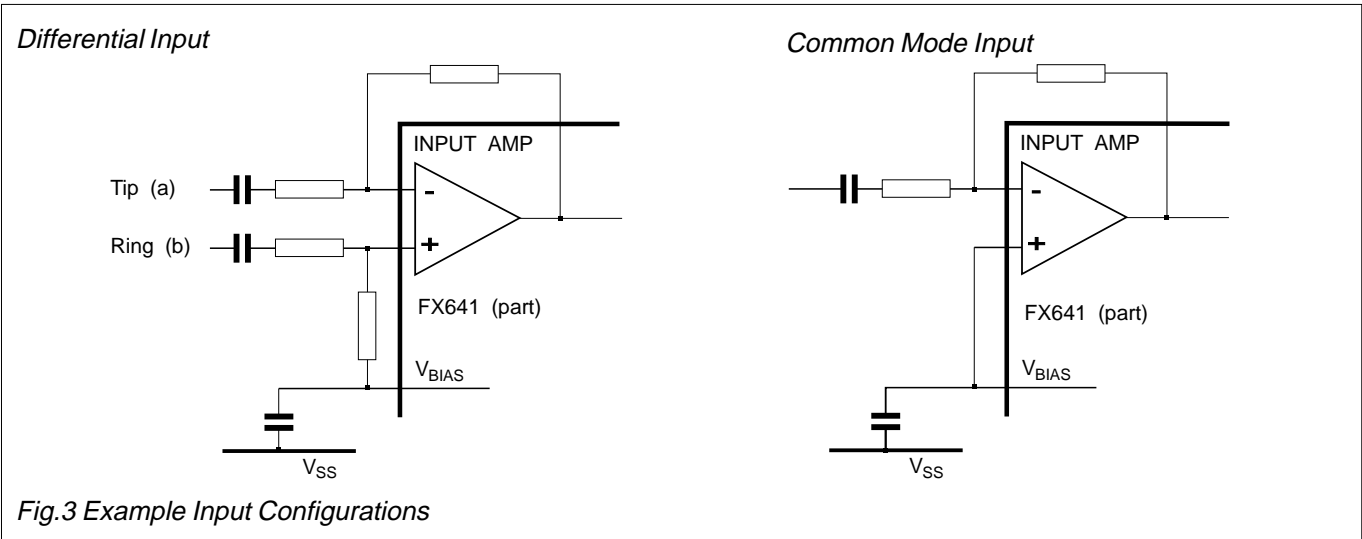 Differential Input
INPUT AMP
Tip (a)
-
Ring (b)
+
FX641 (part)
VBIAS
VSS
Common Mode Input
INPUT AMP
-
+
FX641 (part)
VBIAS
VSS
Fig.3 Example Input Configurations